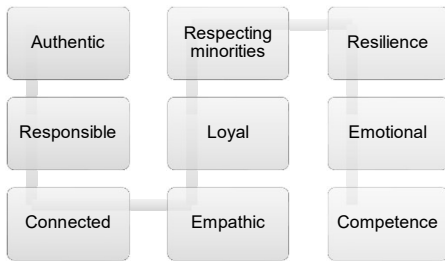 Authentic
Responsible
Connected
Empathic
Loyal
Respecting
minorities
Resilience
Emotional
Competence